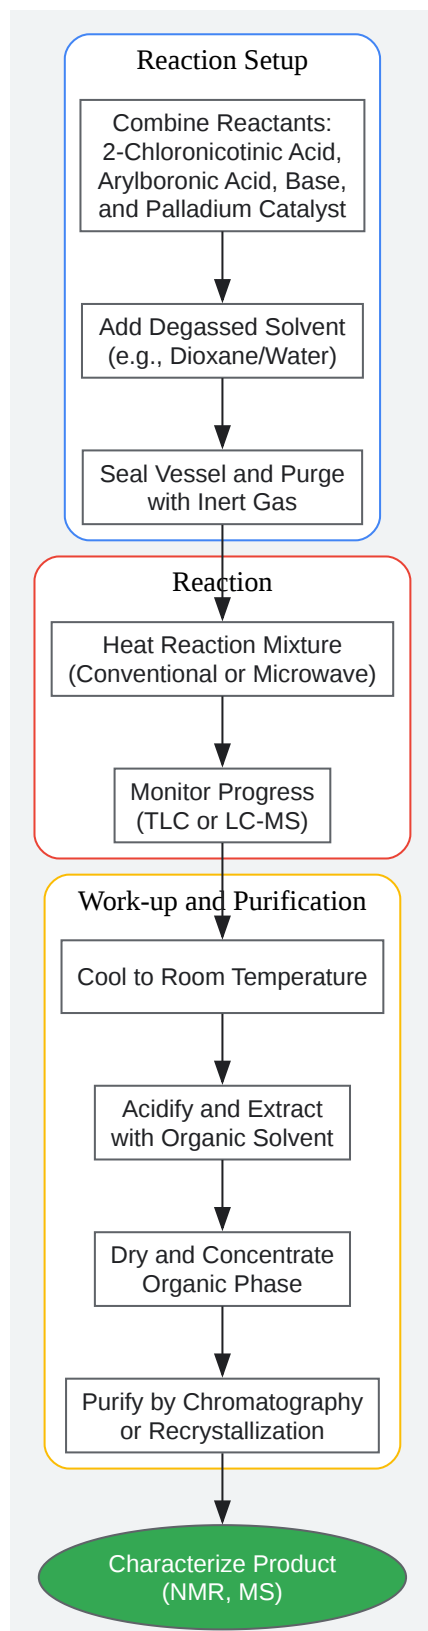 Reaction Setup
Combine Reactants:
2-Chloronicotinic Acid,
Arylboronic Acid, Base,
and Palladium Catalyst
Add Degassed Solvent
(e.g., Dioxane/Water)
Seal Vessel and Purge
with Inert Gas
Reaction
Heat Reaction Mixture
(Conventional or Microwave)
Monitor Progress
(TLC or LC-MS)
Work-up and Purification
Cool to Room Temperature
Acidify and Extract
with Organic Solvent
Dry and Concentrate
Organic Phase
Purify by Chromatography
or Recrystallization
Characterize Product
(NMR, MS)